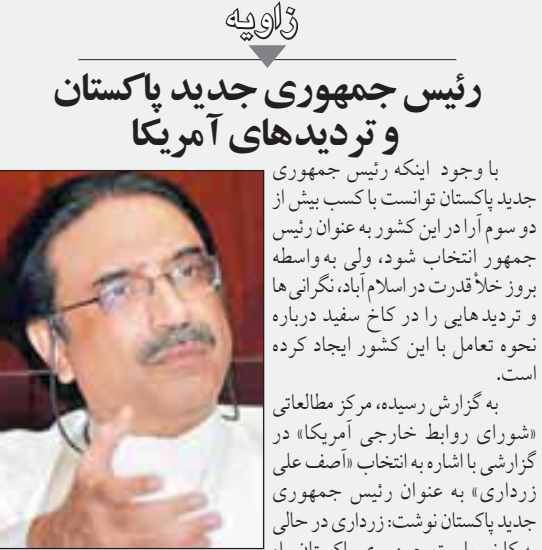 زاویه
رئیس جمهوری جدید پاکستان
و تردیدهای آمریکا
با وجود اینکه رئیس جمهوری
جدید پاکستان توانست با کسب بیش از
دو سوم آرا در این کشور به عنوان رئیس
جمهور انتخاب شود، ولی به واسطه
بروز خلأ قدرت در اسلام آباد، نگرانی‌ها
و تردیدهایی را در کاخ سفید درباره
نحوه تعامل با این کشور ایجاد کرده
است.
به گزارش رسیده، مرکز مطالعاتی
«شورای روابط خارجی آمریکا» در
گزارشی با اشاره به انتخاب «آصف علی
زرداری» به عنوان رئیس جمهوری
جدید پاکستان نوشت: زرداری در حالی